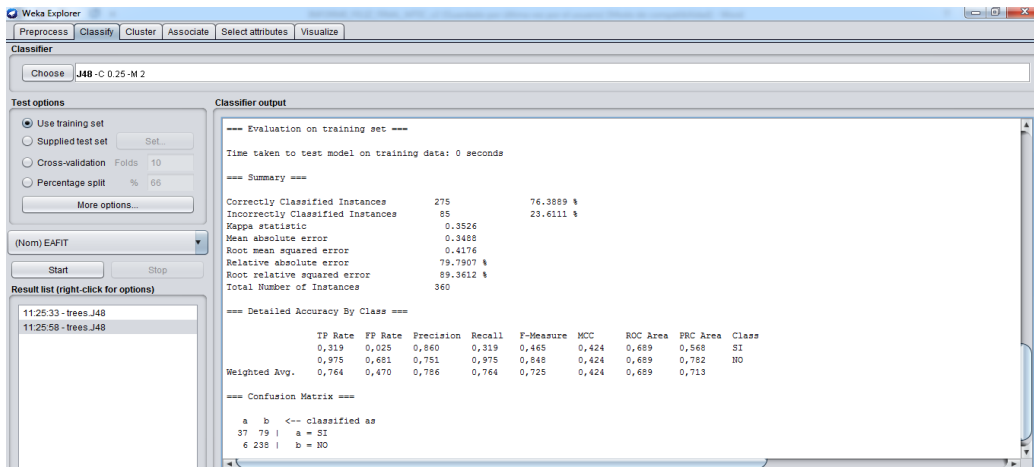 Weka Explorer
Preprocess Classify Cluster Associate Select attributes Visualize
Classifier
Choose J48 -C 0.25 -M 2
Test options
Use training set
Supplied test set Set...
Cross-validation Folds 10
Percentage split % 66
More options...
(Nom) EAFIT
Start Stop
Result list (right-click for options)
11:25:33 - trees.J48
11:25:58 - trees.J48
Classifier output
=== Evaluation on training set ===
Time taken to test model on training data: 0 seconds
=== Summary ===
Correctly Classified Instances 275 76.3889 %
Incorrectly Classified Instances 85 23.6111 %
Kappa statistic 0.3526
Mean absolute error 0.3488
Root mean squared error 0.4176
Relative absolute error 79.7907 %
Root relative squared error 89.3612 %
Total Number of Instances 360
=== Detailed Accuracy By Class ===
TP Rate FP Rate Precision Recall F-Measure MCC ROC Area PRC Area Class
0,319 0,025 0,860 0,319 0,465 0,424 0,689 0,568 SI
0,975 0,681 0,751 0,975 0,848 0,424 0,689 0,782 NO
Weighted Avg. 0,764 0,470 0,786 0,764 0,725 0,424 0,689 0,713
=== Confusion Matrix ===
a b <-- classified as
37 79 | a = SI
6 238 | b = NO